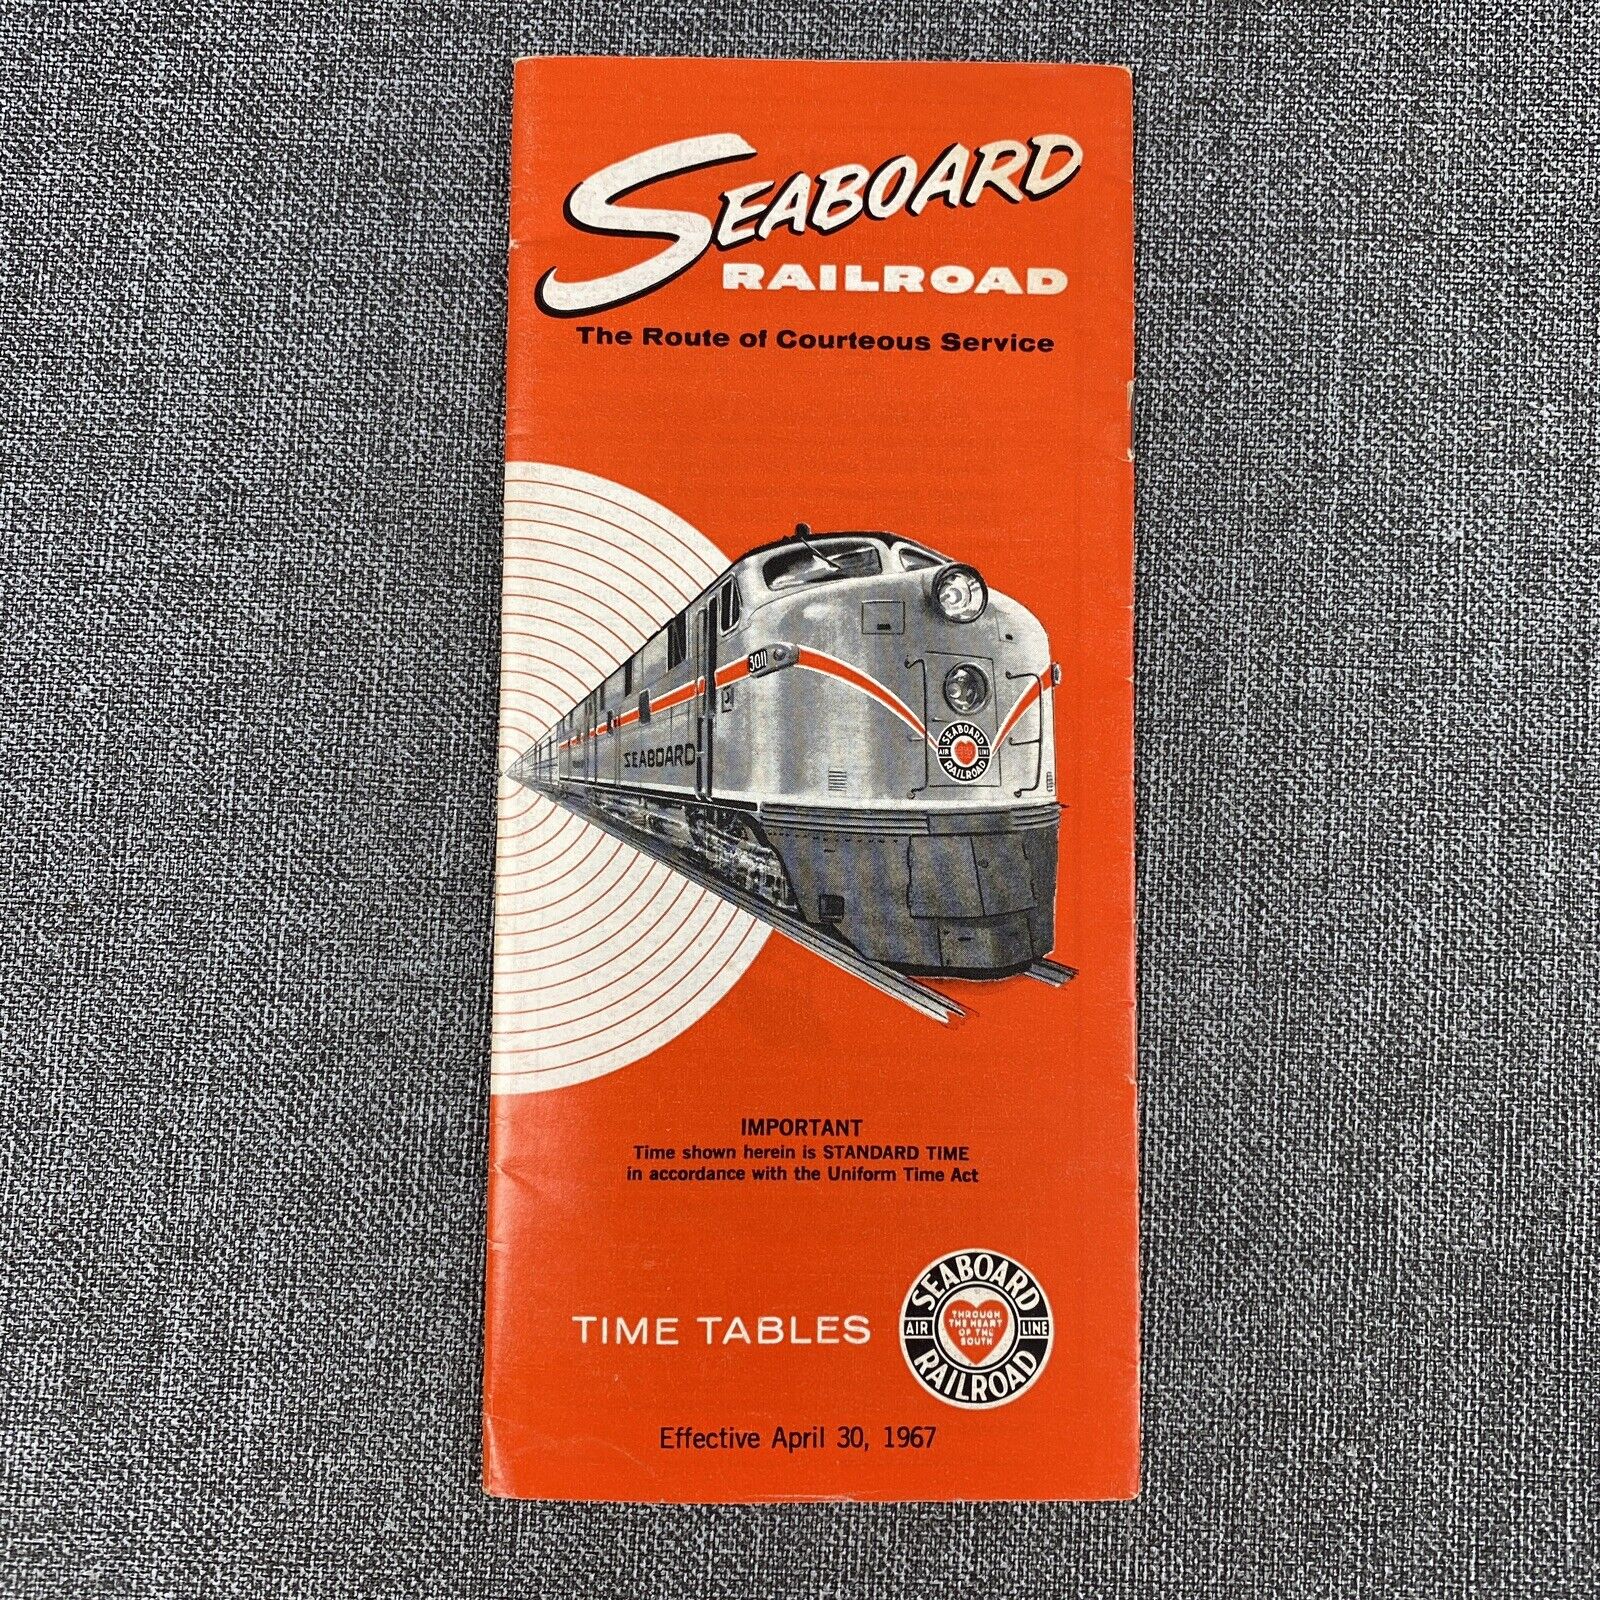 SEABOARD
RAILROAD
The Route of Courteous Service
3011
SEABOARD
SEABOARD
AIR LINE
RAILROAD
IMPORTANT
Time shown herein is STANDARD TIME
in accordance with the Uniform Time Act
TIME TABLES
SEABOARD
AIR LINE
THROUGH
THE HEART
OF THE
SOUTH
RAILROAD
Effective April 30, 1967